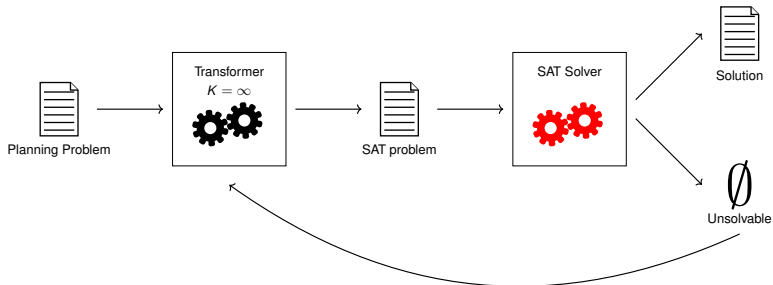 Planning Problem
Transformer
K = ∞
SAT problem
SAT Solver
Solution
∅
Unsolvable